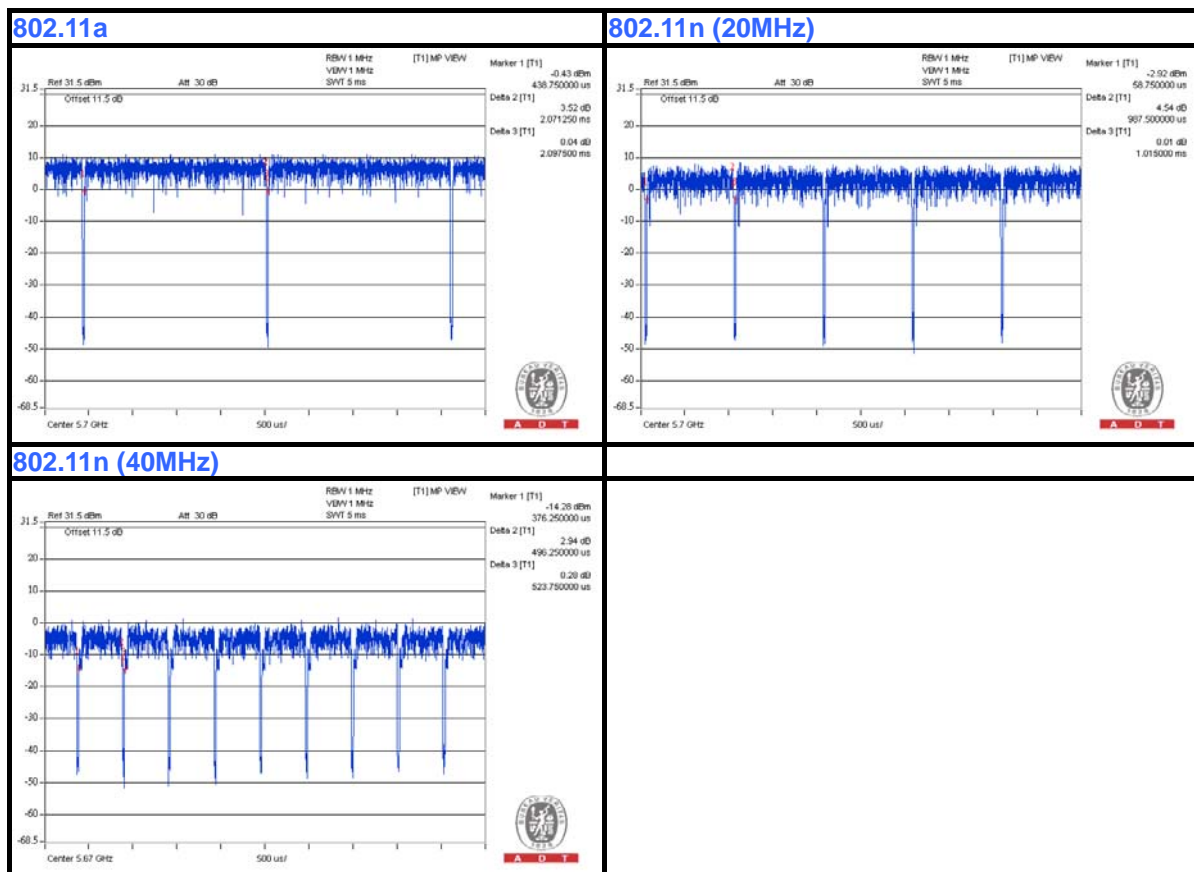 802.11a
RBW 1 MHz
[T1] MP VIEW
VBW 1 MHz
Ref 31.5 dBm
Att 30 dB
SWT 5 ms
Marker 1 [T1]
-0.43 dBm
438.750000 us
Delta 2 [T1]
3.52 dB
2.071250 ms
Delta 3 [T1]
0.04 dB
2.097500 ms
Offset 11.5 dB
31.5
20
10
0
-10
-20
-30
-40
-50
-60
-68.5
Center 5.7 GHz
500 us/
BUREAU VERITAS
1828
A D T
802.11n (20MHz)
RBW 1 MHz
[T1] MP VIEW
VBW 1 MHz
Ref 31.5 dBm
Att 30 dB
SWT 5 ms
Marker 1 [T1]
-2.92 dBm
58.750000 us
Delta 2 [T1]
4.54 dB
987.500000 us
Delta 3 [T1]
0.01 dB
1.015000 ms
Offset 11.5 dB
31.5
20
10
0
-10
-20
-30
-40
-50
-60
-68.5
Center 5.7 GHz
500 us/
BUREAU VERITAS
1828
A D T
802.11n (40MHz)
RBW 1 MHz
[T1] MP VIEW
VBW 1 MHz
Ref 31.5 dBm
Att 30 dB
SWT 5 ms
Marker 1 [T1]
-14.28 dBm
376.250000 us
Delta 2 [T1]
2.94 dB
496.250000 us
Delta 3 [T1]
0.28 dB
523.750000 us
Offset 11.5 dB
31.5
20
10
0
-10
-20
-30
-40
-50
-60
-68.5
Center 5.67 GHz
500 us/
BUREAU VERITAS
1828
A D T